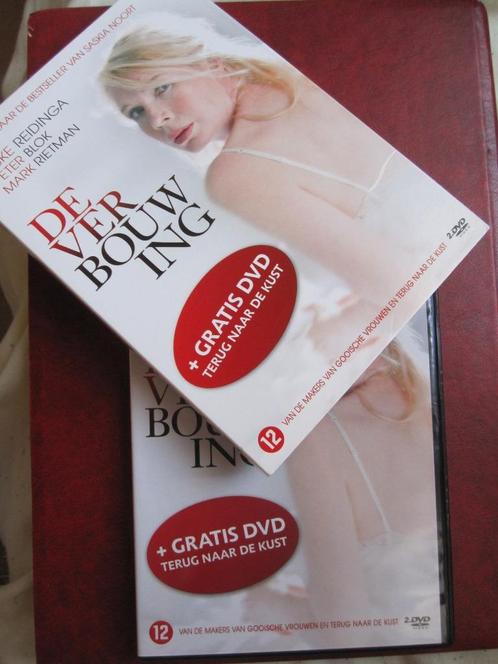 NAAR DE BESTSELLER VAN SASKIA NOORT
REIDINGA
BLOK
MARK RIETMAN
DE
VER
BOUW
ING
+ GRATIS DVD
TERUG NAAR DE KUST
12 VAN DE MAKERS VAN GOOISCHE VROUWEN EN TERUG NAAR DE KUST 2.DVD
BOU
ING
+ GRATIS DVD
TERUG NAAR DE KUST
12 VAN DE MAKERS VAN GOOISCHE VROUWEN EN TERUG NAAR DE KUST 2.DVD